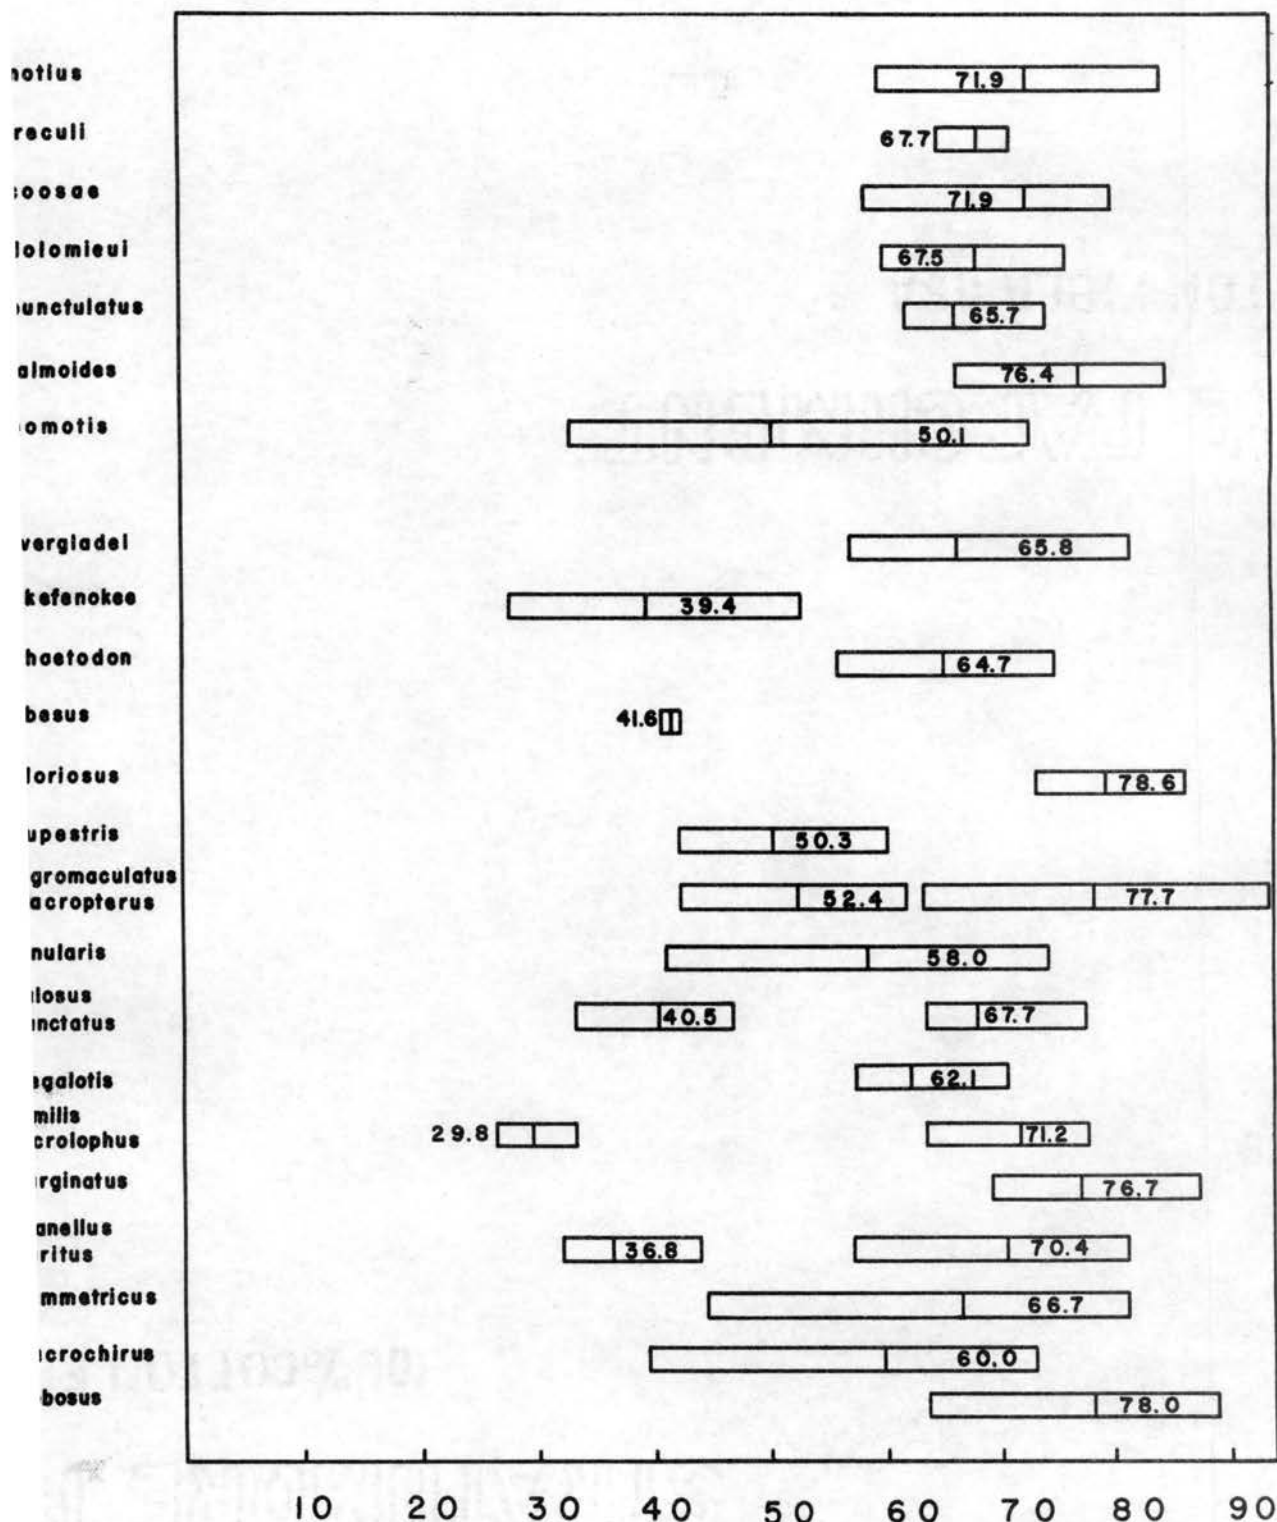 notius 71.9
reculi 67.7
coosae 71.9
dolomieui 67.5
punctulatus 65.7
almoides 76.4
omotis 50.1
vergladei 65.8
kefenokee 39.4
haetodon 64.7
besus 41.6
loriosus 78.6
upestris 50.3
gromaculatus
acropterus 52.4 77.7
nularis 58.0
losus
nctatus 40.5 67.7
galotis 62.1
milis
crolophus 29.8 71.2
rginatus 76.7
anellus
ritus 36.8 70.4
mmetricus 66.7
crochirus 60.0
bosus 78.0
10 20 30 40 50 60 70 80 90